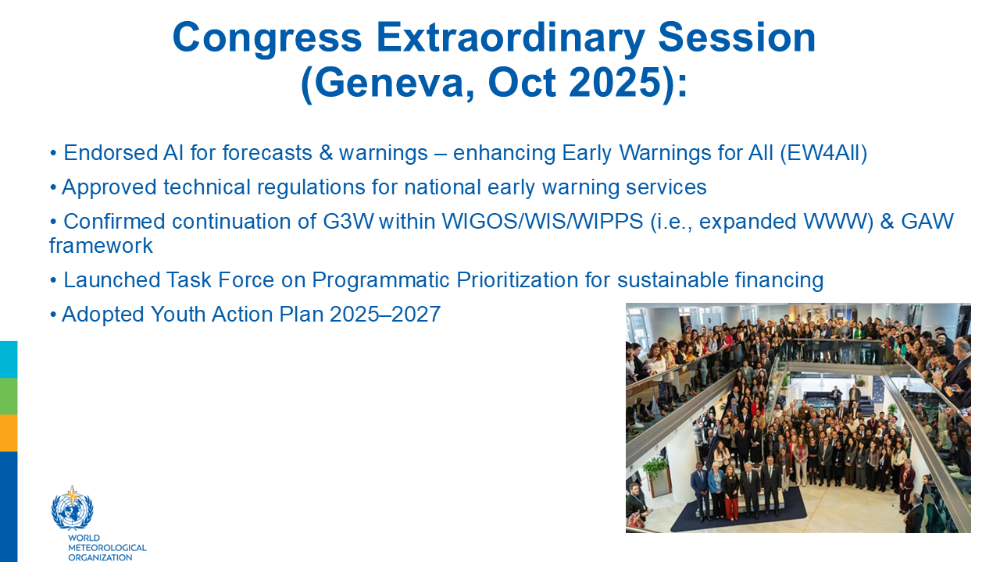 Congress Extraordinary Session
(Geneva, Oct 2025):
• Endorsed AI for forecasts & warnings – enhancing Early Warnings for All (EW4All)
• Approved technical regulations for national early warning services
• Confirmed continuation of G3W within WIGOS/WIS/WIPPS (i.e., expanded WWW) & GAW
framework
• Launched Task Force on Programmatic Prioritization for sustainable financing
• Adopted Youth Action Plan 2025–2027
WORLD
METEOROLOGICAL
ORGANIZATION